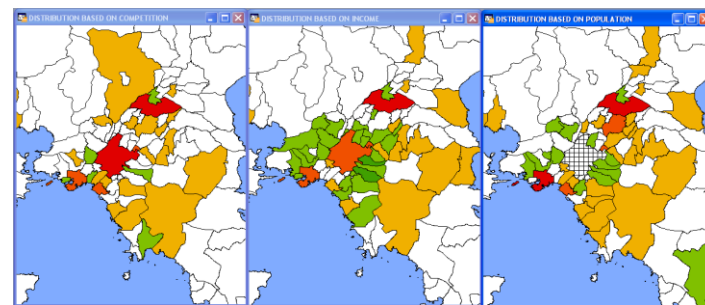 DISTRIBUTION BASED ON COMPETITION
DISTRIBUTION BASED ON INCOME
DISTRIBUTION BASED ON POPULATION